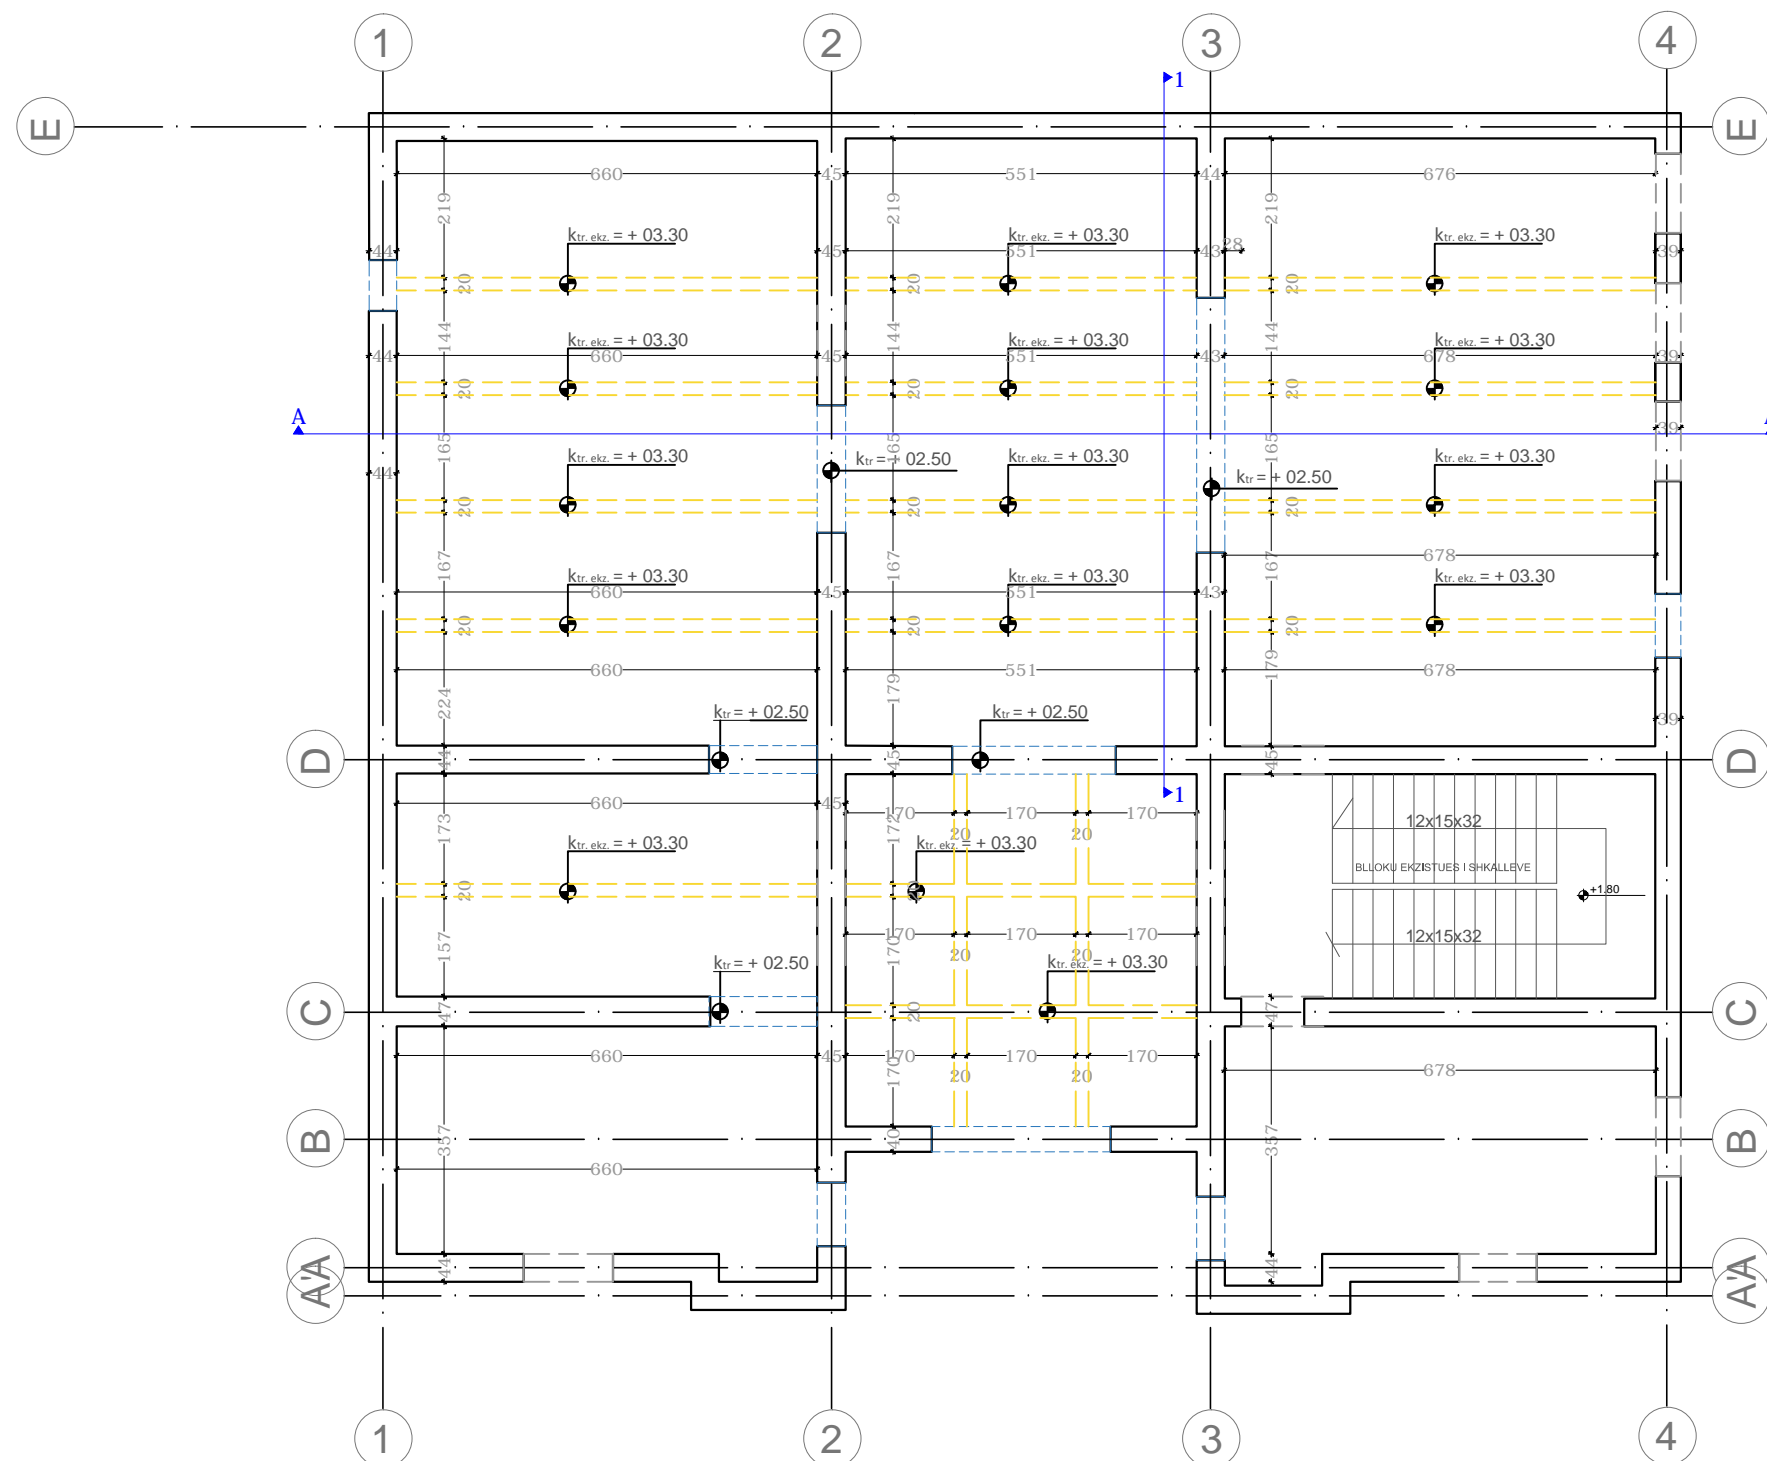 1 2 3 4
1
E E
660 45 551 44 676
219 219 219
k tr. ekz. = + 03.30 k tr. ekz. = + 03.30 k tr. ekz. = + 03.30
44 45 551 43 28 39
20 20 20
144 144 144
k tr. ekz. = + 03.30 k tr. ekz. = + 03.30 k tr. ekz. = + 03.30
44 660 45 551 43 678 39
20 20 20
A
165 165 165 39
k tr. ekz. = + 03.30 k tr = + 02.50 k tr. ekz. = + 03.30 k tr = + 02.50 k tr. ekz. = + 03.30
44
20 20 20
167 167 678 167
k tr. ekz. = + 03.30 k tr. ekz. = + 03.30 k tr. ekz. = + 03.30
660 45 551 43
20 20 20
660 551 678
224 179 179
k tr = + 02.50 k tr = + 02.50 39
D 44 45 45 D
660 45 1
170 170 170
173 172 20 20 12x15x32
k tr. ekz. = + 03.30 k tr. ekz. = + 03.30
BLLOKU EKZISTUES I SHKALLEVE
20 +1.80
170 170 170 12x15x32
157 170 20 20
k tr = + 02.50 k tr. ekz. = + 03.30
C 47 20 47 C
660 45 170 170 170 678
170 20 20
B 357 40 357 B
660
A 44 44 A
A'A A'A
1 2 3 4